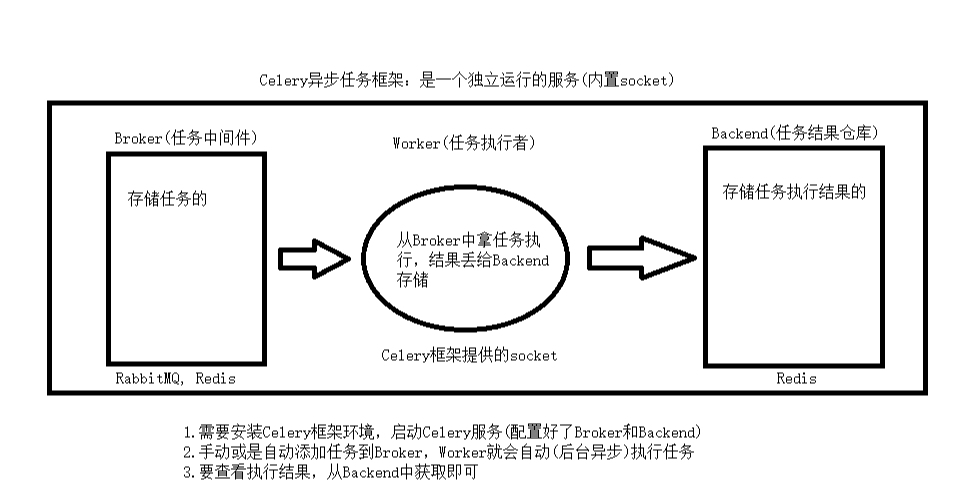 Celery异步任务框架：是一个独立运行的服务(内置socket)
Broker(任务中间件)
Worker(任务执行者)
Backend(任务结果仓库)
存储任务的
存储任务执行结果的
从Broker中拿任务执
行，结果丢给Backend
存储
Celery框架提供的socket
RabbitMQ, Redis
Redis
1.需要安装Celery框架环境，启动Celery服务(配置好了Broker和Backend)
2.手动或是自动添加任务到Broker，Worker就会自动(后台异步)执行任务
3.要查看执行结果，从Backend中获取即可